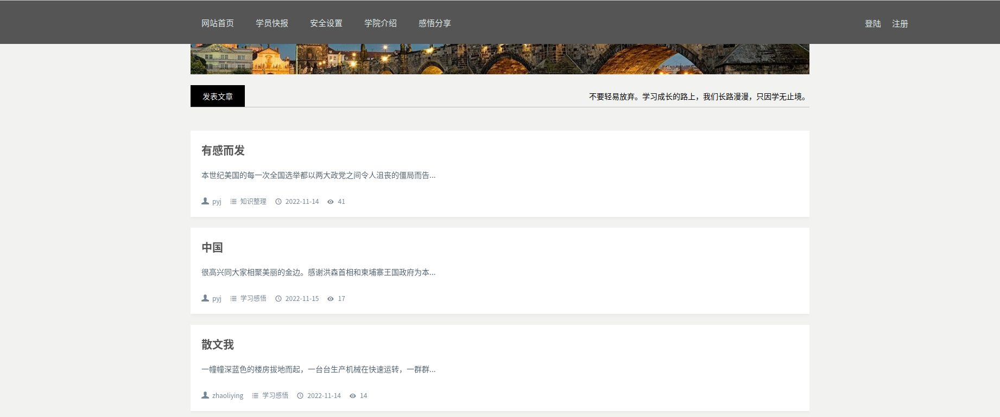 网站首页 学员快报 安全设置 学院介绍 感悟分享 登陆 注册
发表文章 不要轻易放弃。学习成长的路上，我们长路漫漫，只因学无止境。
有感而发
本世纪美国的每一次全国选举都以两大政党之间令人沮丧的僵局而告...
pyj 知识整理 2022-11-14 41
中国
很高兴同大家相聚美丽的金边。感谢洪森首相和柬埔寨王国政府为本...
pyj 学习感悟 2022-11-15 17
散文我
一幢幢深蓝色的楼房拔地而起，一台台生产机械在快速运转，一群群...
zhaoliying 学习感悟 2022-11-14 14